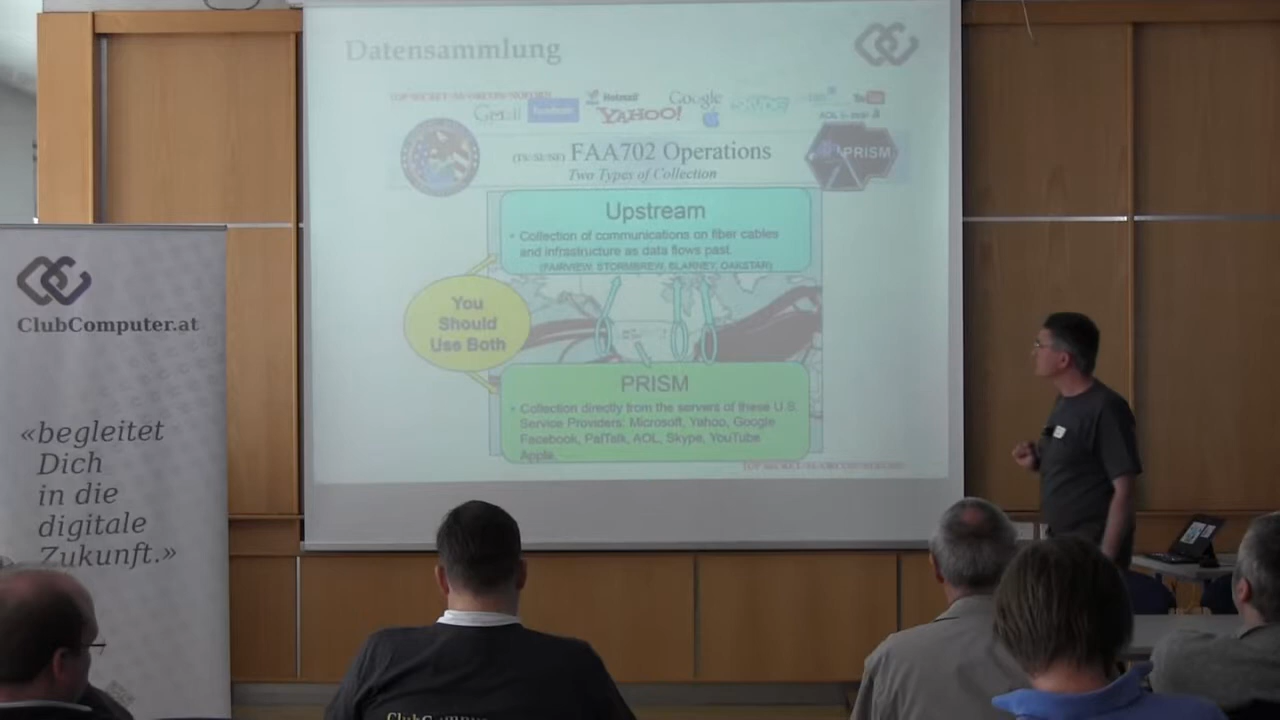 Datensammlung
Hotmail
Google
Gmail
facebook
YAHOO!
AOL
PRISM
FAA702 Operations
Two Types of Collection
Upstream
• Collection of communications on fiber cables
and infrastructure as data flows past.
(FAIRVIEW, STORMBREW, BLARNEY, OAKSTAR)
You
Should
Use Both
PRISM
• Collection directly from the servers of these U.S.
Service Providers: Microsoft, Yahoo, Google
Facebook, PalTalk, AOL, Skype, YouTube
Apple.
ClubComputer.at
«begleitet
Dich
in die
digitale
Zukunft.»